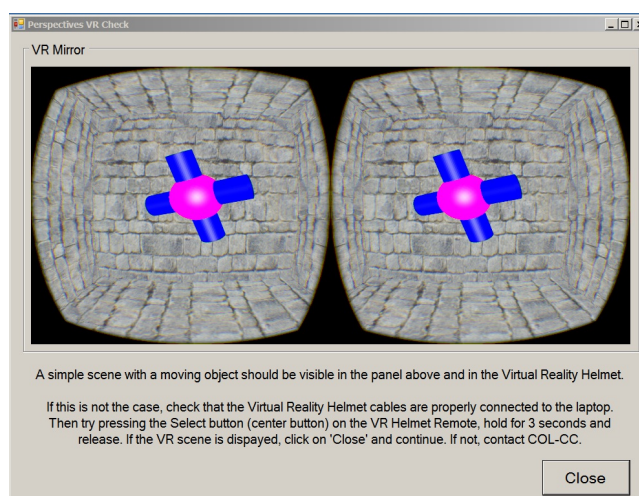 Perspectives VR Check
VR Mirror
A simple scene with a moving object should be visible in the panel above and in the Virtual Reality Helmet.
If this is not the case, check that the Virtual Reality Helmet cables are properly connected to the laptop.
Then try pressing the Select button (center button) on the VR Helmet Remote, hold for 3 seconds and
release. If the VR scene is dispayed, click on 'Close' and continue. If not, contact COL-CC.
Close